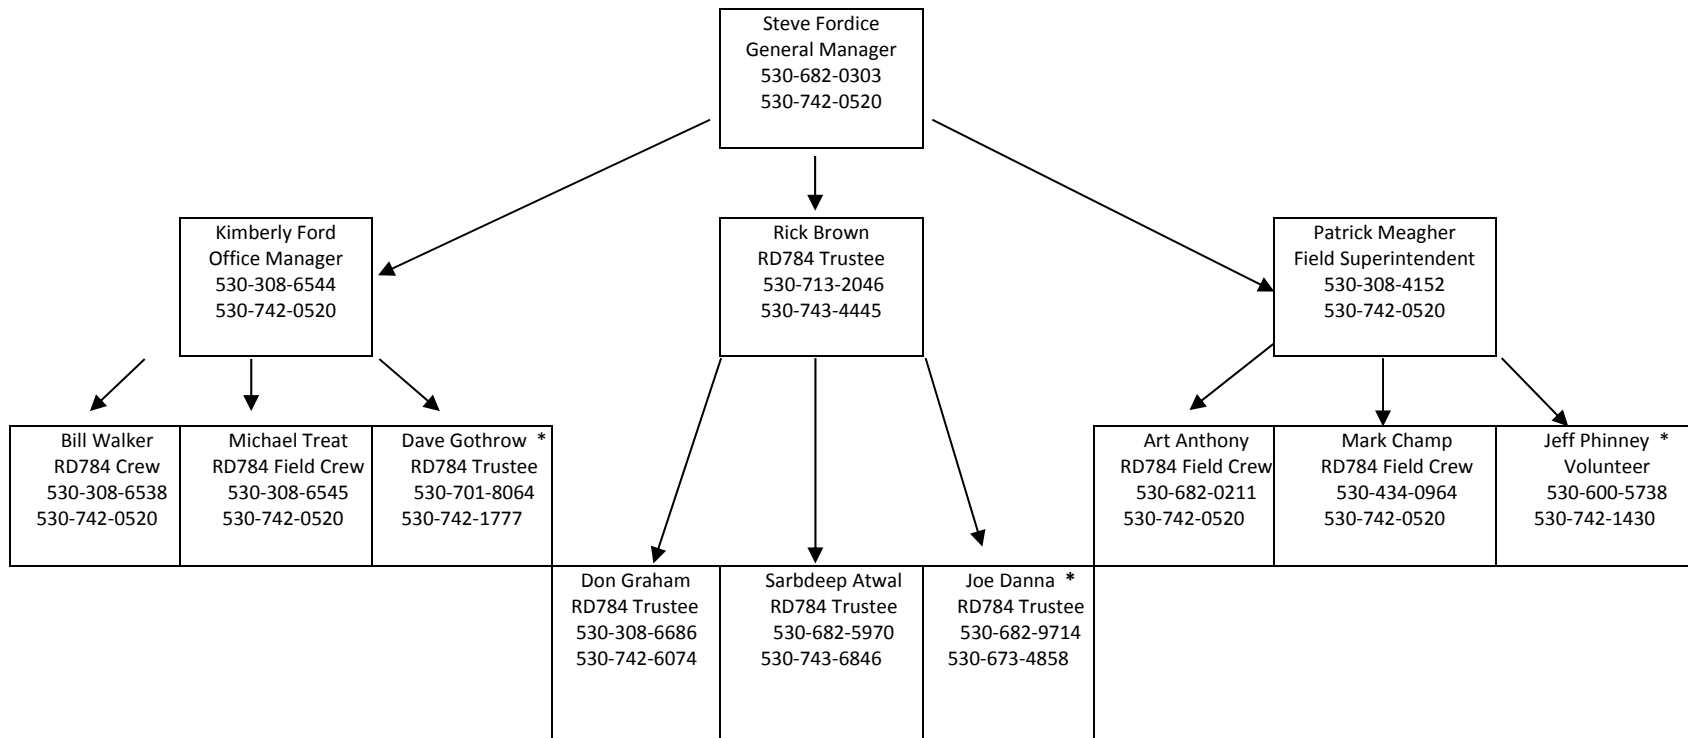 Steve Fordice
General Manager
530-682-0303
530-742-0520
Kimberly Ford
Office Manager
530-308-6544
530-742-0520
Rick Brown
RD784 Trustee
530-713-2046
530-743-4445
Patrick Meagher
Field Superintendent
530-308-4152
530-742-0520
Bill Walker
RD784 Crew
530-308-6538
530-742-0520
Michael Treat
RD784 Field Crew
530-308-6545
530-742-0520
Dave Gothrow *
RD784 Trustee
530-701-8064
530-742-1777
Art Anthony
RD784 Field Crew
530-682-0211
530-742-0520
Mark Champ
RD784 Field Crew
530-434-0964
530-742-0520
Jeff Phinney *
Volunteer
530-600-5738
530-742-1430
Don Graham
RD784 Trustee
530-308-6686
530-742-6074
Sarbdeep Atwal
RD784 Trustee
530-682-5970
530-743-6846
Joe Danna *
RD784 Trustee
530-682-9714
530-673-4858